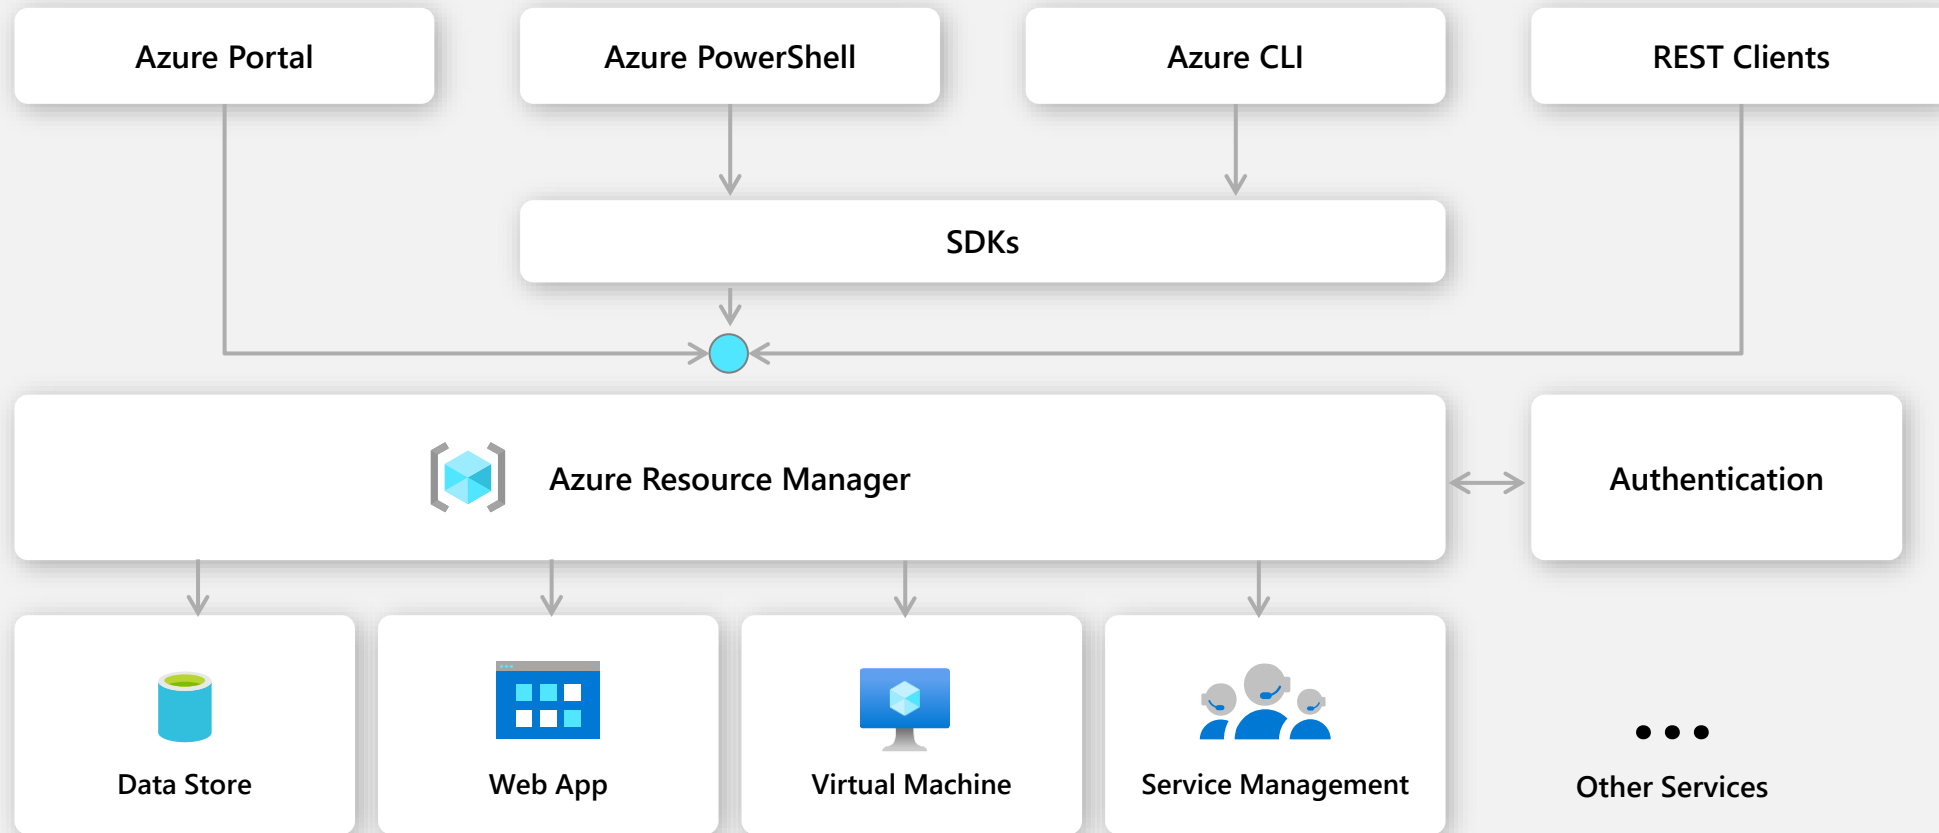 Azure Portal
Azure PowerShell
Azure CLI
REST Clients
SDKs
Azure Resource Manager
Authentication
Data Store
Web App
Virtual Machine
Service Management
Other Services